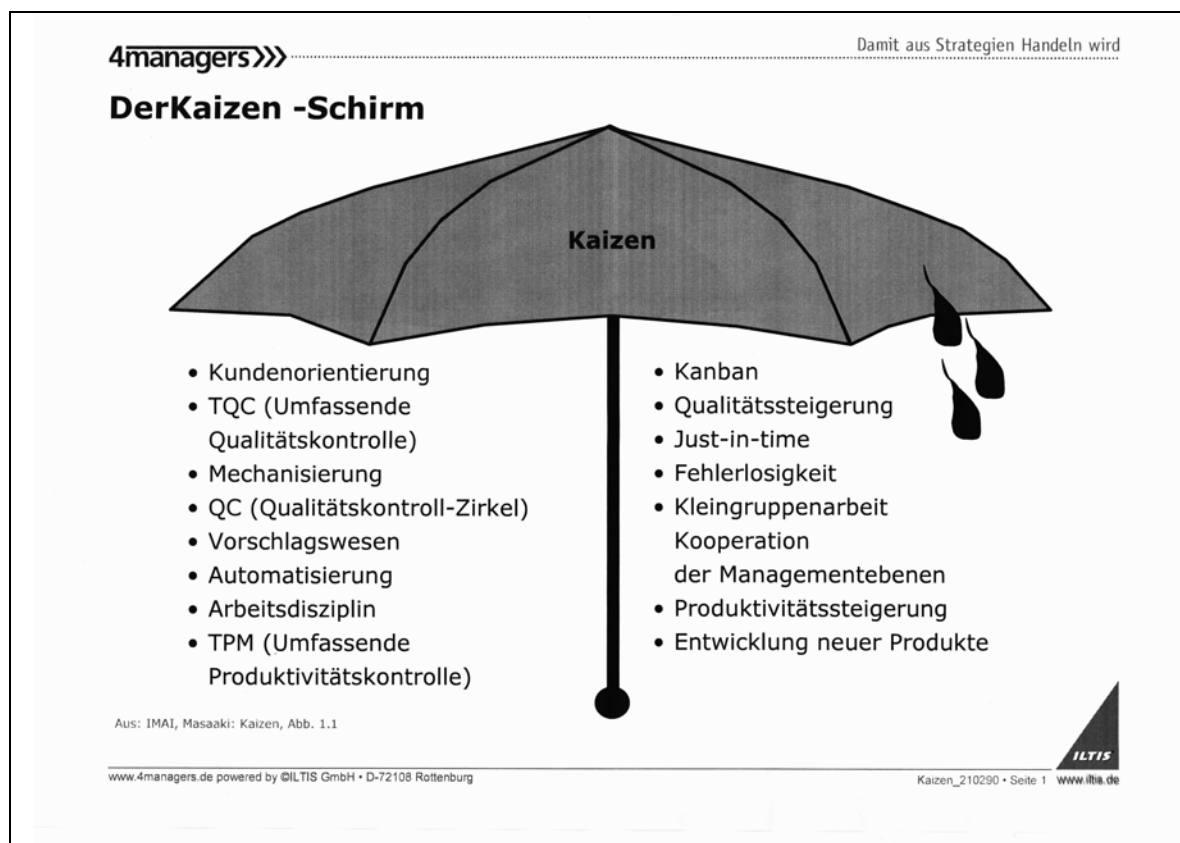 4managers
Damit aus Strategien Handeln wird
DerKaizen -Schirm
Kaizen
• Kundenorientierung
• TQC (Umfassende
Qualitätskontrolle)
• Mechanisierung
• QC (Qualitätskontroll-Zirkel)
• Vorschlagswesen
• Automatisierung
• Arbeitsdisziplin
• TPM (Umfassende
Produktivitätskontrolle)
• Kanban
• Qualitätssteigerung
• Just-in-time
• Fehlerlosigkeit
• Kleingruppenarbeit
Kooperation
der Managementebenen
• Produktivitätssteigerung
• Entwicklung neuer Produkte
Aus: IMAI, Masaaki: Kaizen, Abb. 1.1
ILTIS
www.4managers.de powered by ©ILTIS GmbH • D-72108 Rottenburg
Kaizen_210290 • Seite 1 www.iltis.de